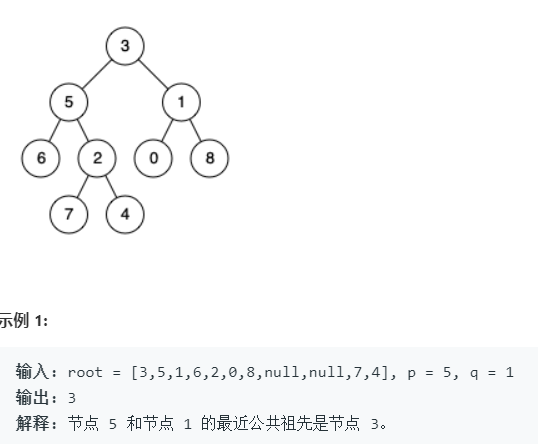 3
5 1
6 2 0 8
7 4
示例 1:
输入: root = [3,5,1,6,2,0,8,null,null,7,4], p = 5, q = 1
输出: 3
解释: 节点 5 和节点 1 的最近公共祖先是节点 3。